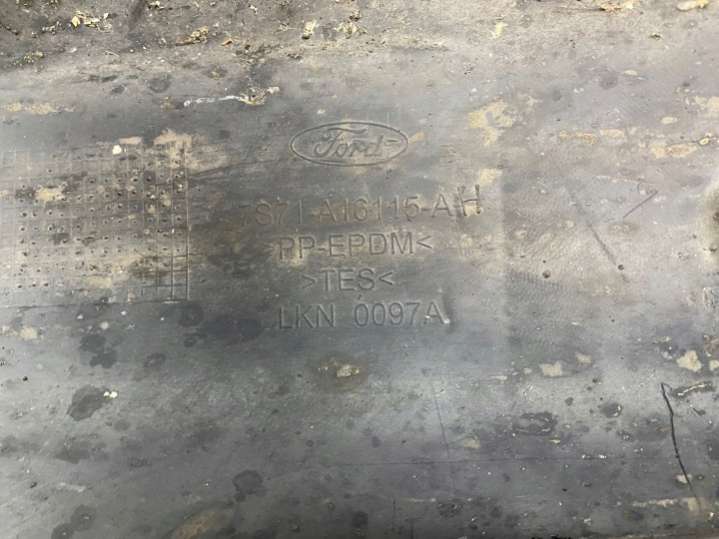 Ford
7S71-A16115-AH
PP-EPDM<
>TES<
LKN 0097A